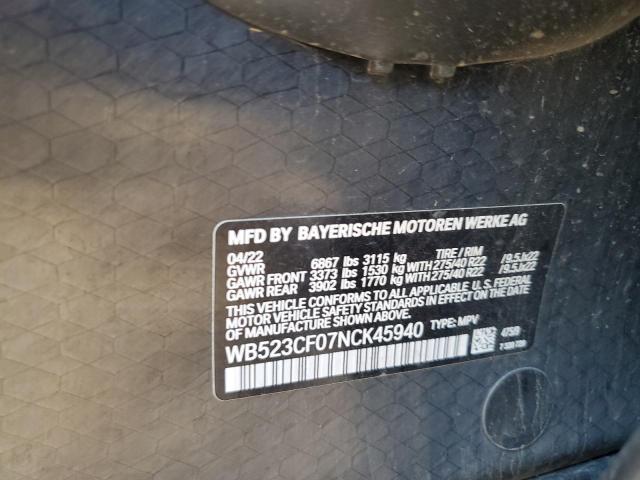 MFD BY BAYERISCHE MOTOREN WERKE AG
04/22 TIRE / RIM
GVWR 6867 lbs 3115 kg
GAWR FRONT 3373 lbs 1530 kg WITH 275/40 R22 /9.5Jx22
GAWR REAR 3902 lbs 1770 kg WITH 275/40 R22 /9.5Jx22
THIS VEHICLE CONFORMS TO ALL APPLICABLE U.S. FEDERAL
MOTOR VEHICLE SAFETY STANDARDS IN EFFECT ON THE
DATE OF MANUFACTURE SHOWN ABOVE.
WB523CF07NCK45940 TYPE: MPV